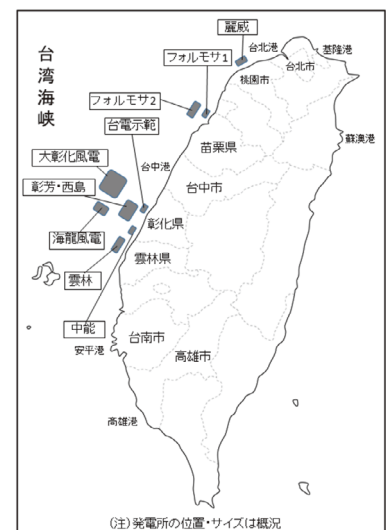 麗威
台北港
基隆港
フォルモサ1
台北市
桃園市
台湾海峡
フォルモサ2
蘇澳港
台電示範
苗栗県
大彰化風電
台中港
彰芳・西島
台中市
彰化県
海龍風電
雲林県
雲林
中能
台南市
安平港
高雄市
高雄港
(注)発電所の位置・サイズは概況